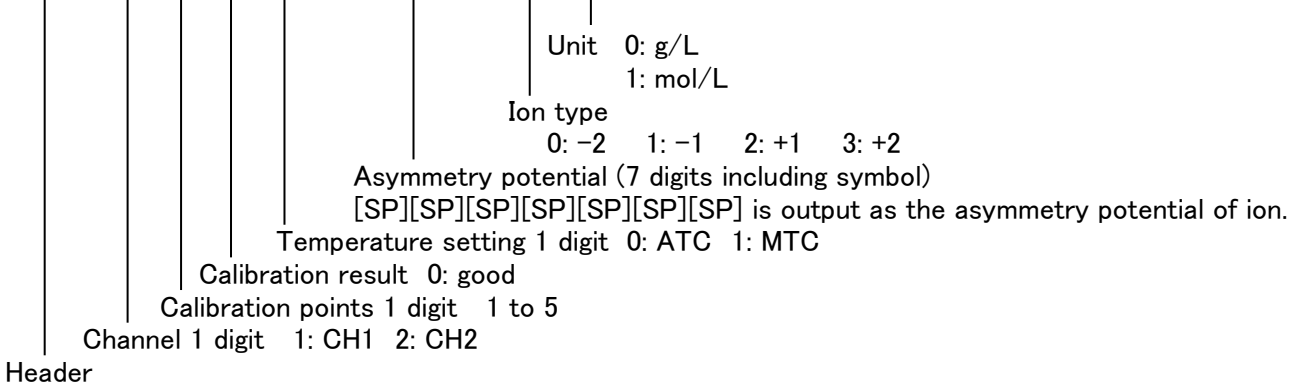 Unit 0: g/L
1: mol/L
Ion type
0: −2 1: −1 2: +1 3: +2
Asymmetry potential (7 digits including symbol)
[SP][SP][SP][SP][SP][SP][SP] is output as the asymmetry potential of ion.
Temperature setting 1 digit 0: ATC 1: MTC
Calibration result 0: good
Calibration points 1 digit 1 to 5
Channel 1 digit 1: CH1 2: CH2
Header